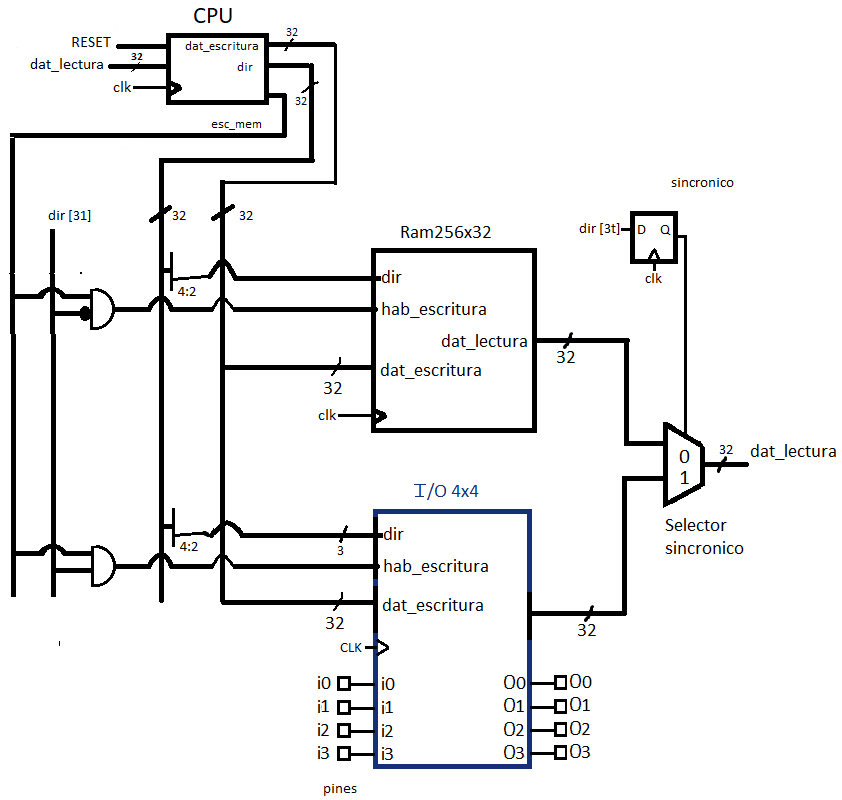 CPU
RESET
dat_lectura
32
clk
dat_escritura
dir
32
32
esc_mem
dir [31]
32
32
4:2
Ram256x32
dir
hab_escritura
dat_lectura
dat_escritura
32
clk
32
sincronico
dir [3t]
D Q
clk
0
1
32
dat_lectura
Selector
sincronico
I/O 4x4
4:2
3
dir
hab_escritura
dat_escritura
32
CLK
32
i0 i0 O0 O0
i1 i1 O1 O1
i2 i2 O2 O2
i3 i3 O3 O3
pines